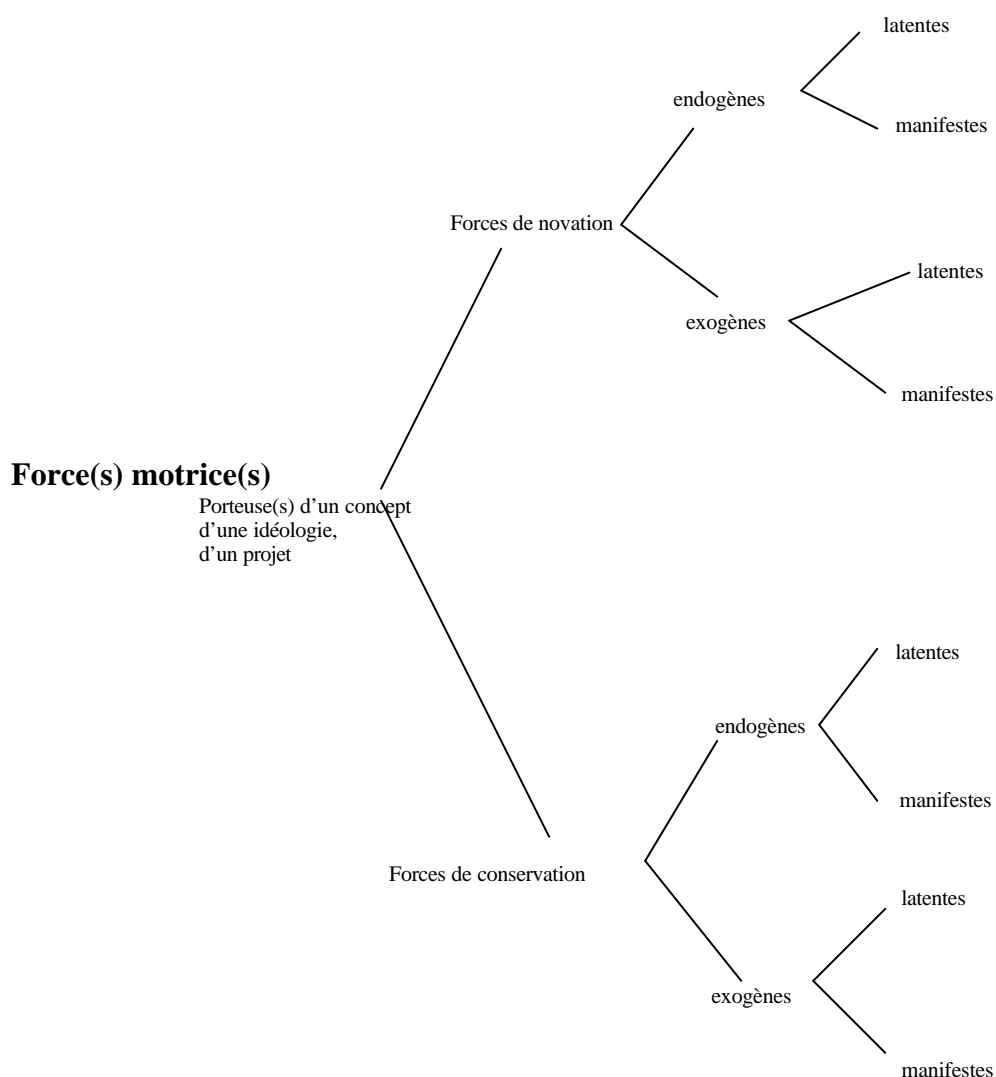 latentes
endogènes
manifestes
Forces de novation
latentes
exogènes
manifestes
Force(s) motrice(s)
Porteuse(s) d’un concept
d’une idéologie,
d’un projet
latentes
endogènes
manifestes
Forces de conservation
latentes
exogènes
manifestes